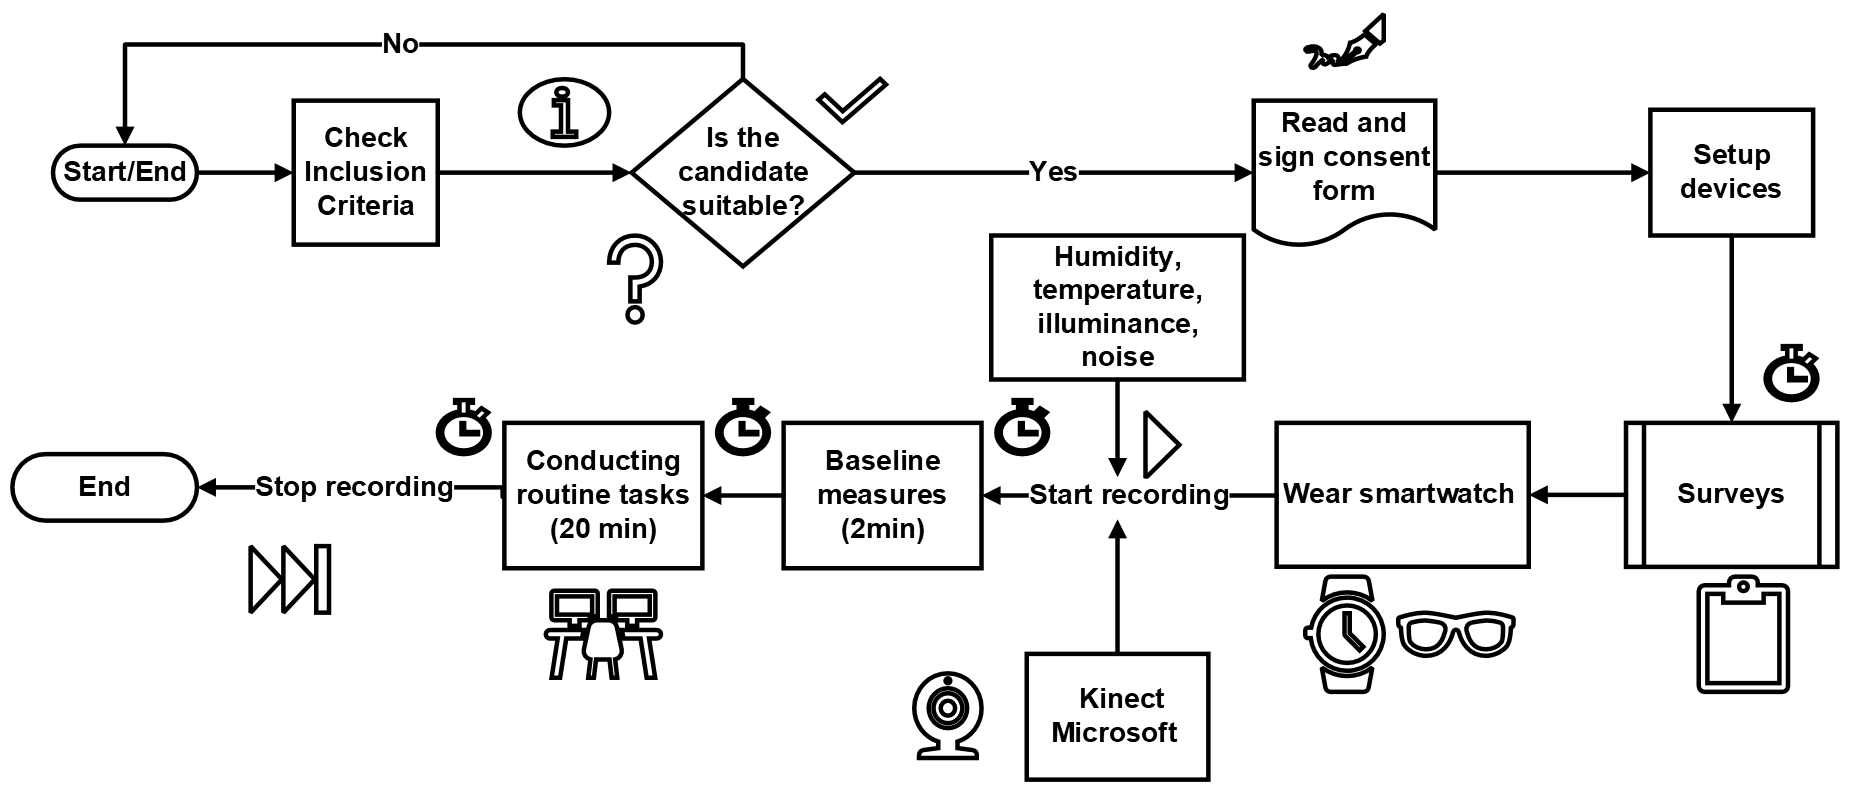 No
Start/End
Check
Inclusion
Criteria
Is the
candidate
suitable?
Yes
Read and
sign consent
form
Setup
devices
Humidity,
temperature,
illuminance,
noise
Surveys
Wear smartwatch
Start recording
Kinect
Microsoft
Baseline
measures
(2min)
Conducting
routine tasks
(20 min)
Stop recording
End